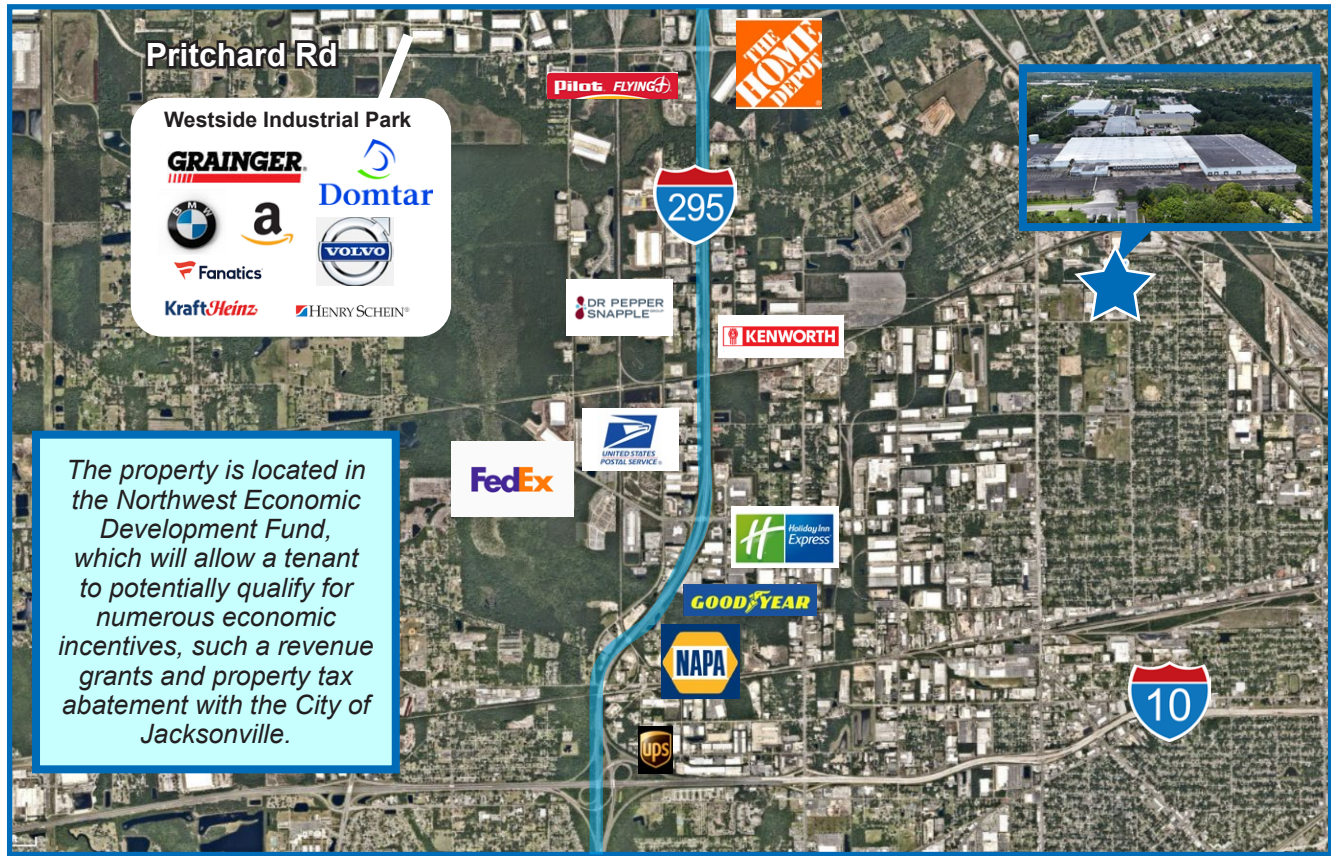 Pritchard Rd
Westside Industrial Park
GRAINGER®
Domtar
BMW
a
VOLVO
Fanatics
KraftHeinz
HENRY SCHEIN®
Pilot. FLYING J.
THE
HOME
DEPOT
295
DR PEPPER
SNAPPLE GROUP
KENWORTH
UNITED STATES
POSTAL SERVICE®
FedEx
Holiday Inn
Express®
GOODYEAR
NAPA
10
ups
The property is located in
the Northwest Economic
Development Fund,
which will allow a tenant
to potentially qualify for
numerous economic
incentives, such a revenue
grants and property tax
abatement with the City of
Jacksonville.